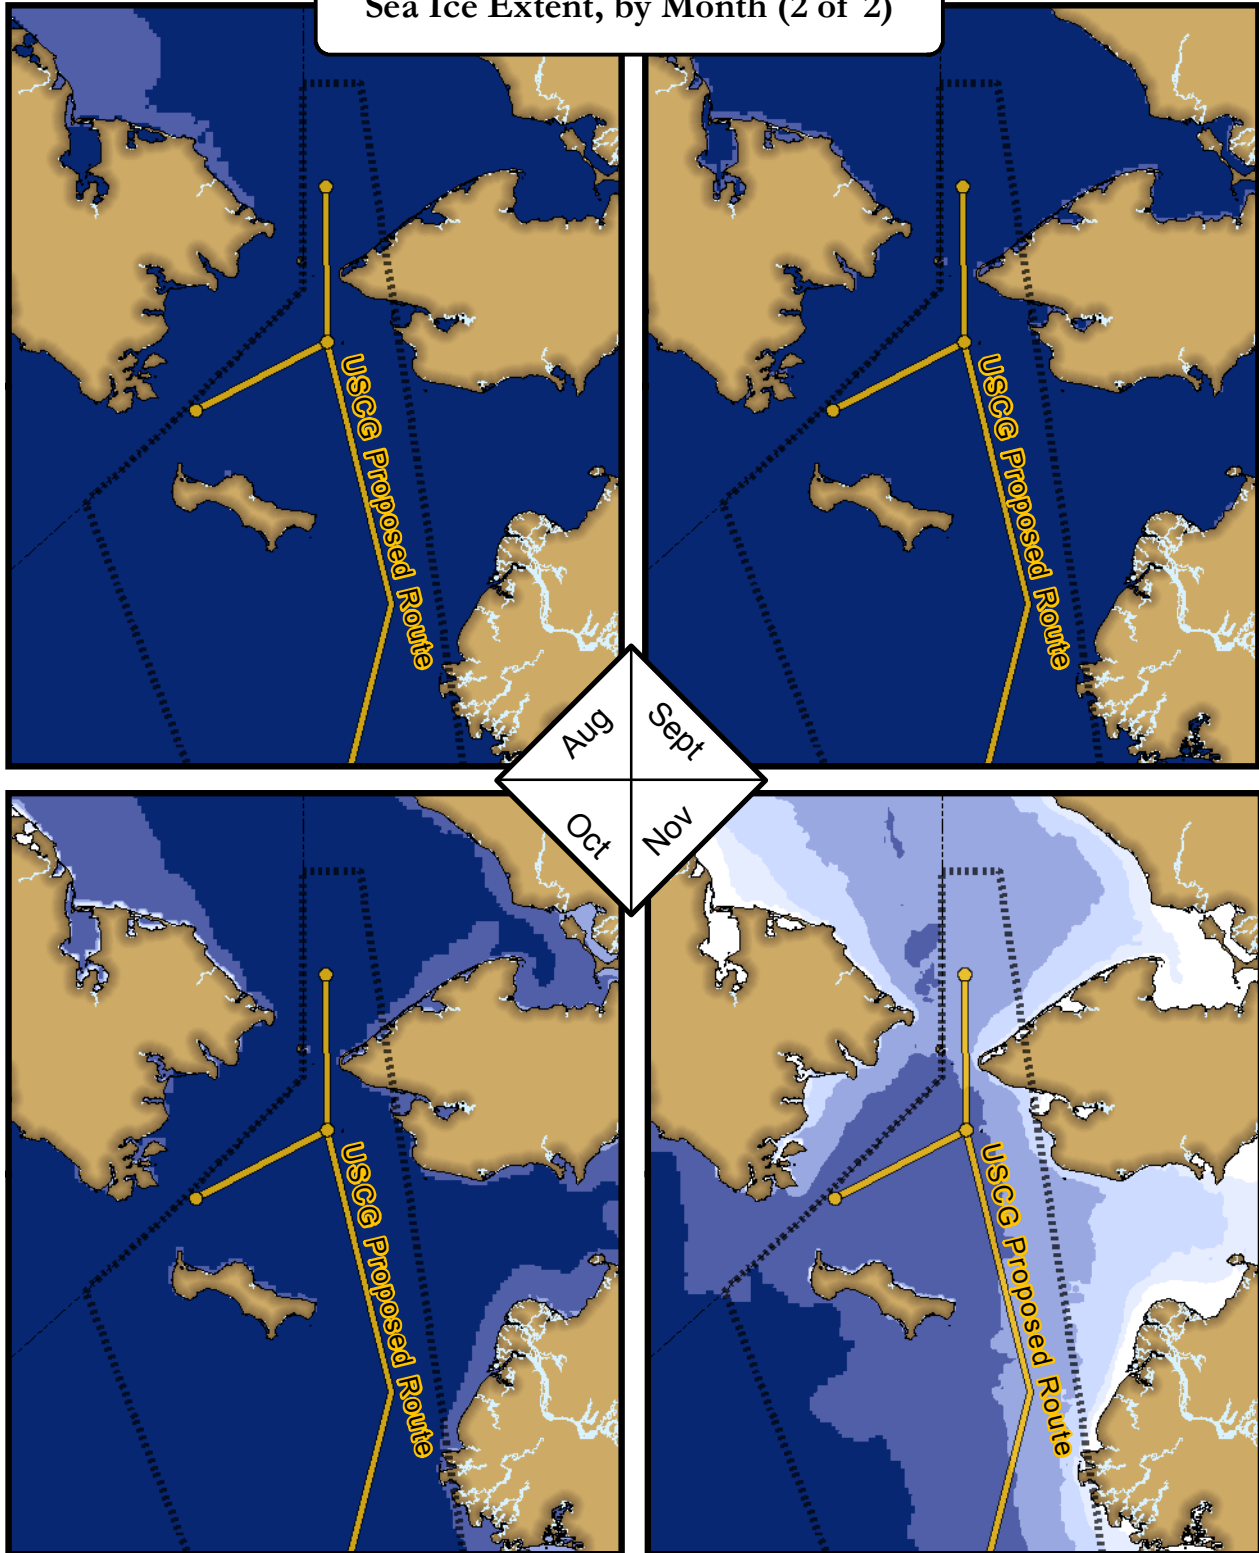 Sea Ice Extent, by Month (2 of 2)
USCG Proposed Route
USCG Proposed Route
Aug
Sept
Oct
Nov
USCG Proposed Route
USCG Proposed Route